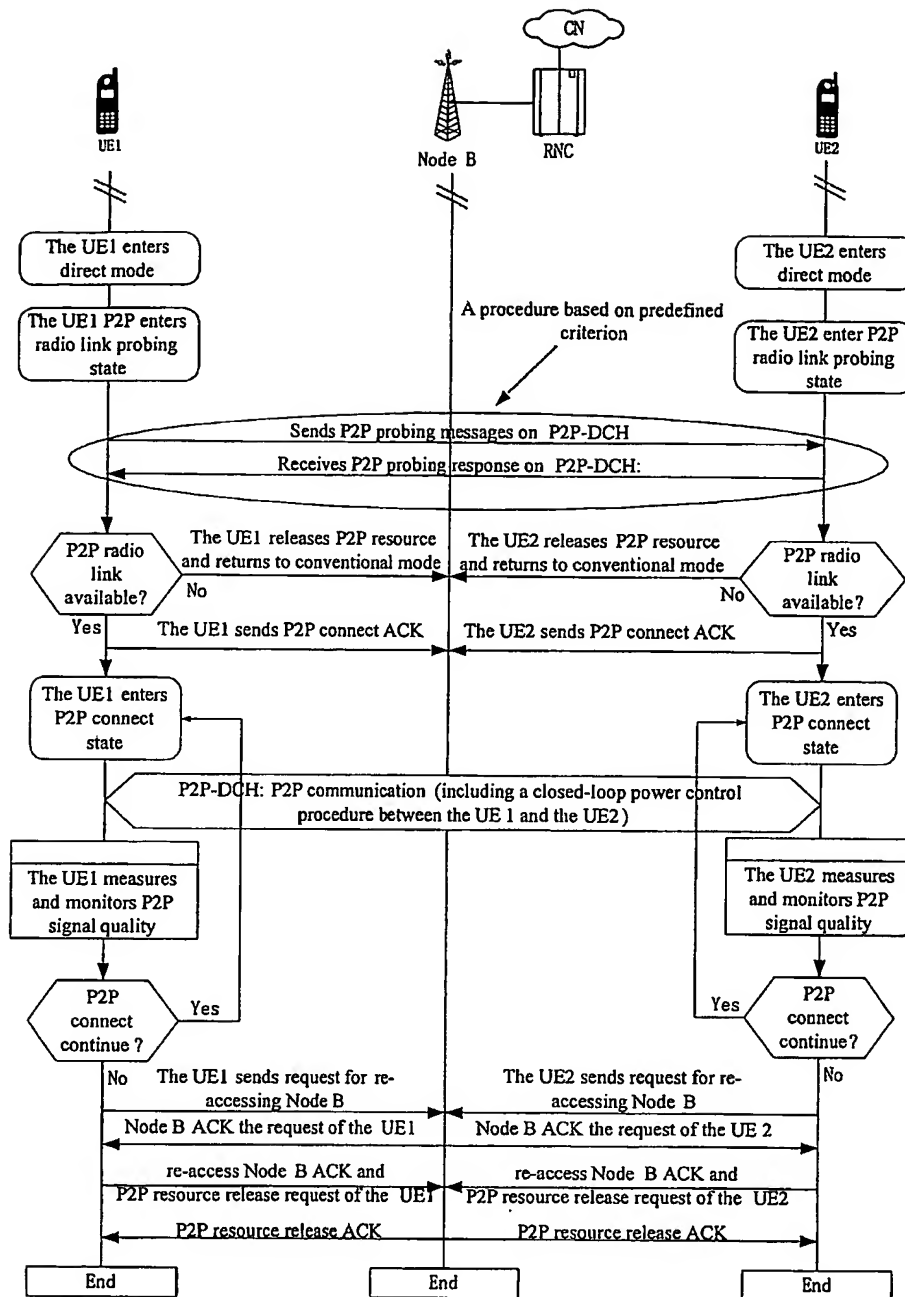 CN
UE1
Node B
RNC
UE2
The UE1 enters
direct mode
The UE2 enters
direct mode
The UE1 P2P enters
radio link probing
state
A procedure based on predefined
criterion
The UE2 enter P2P
radio link probing
state
Sends P2P probing messages on P2P-DCH
Receives P2P probing response on P2P-DCH:
P2P radio
link
available?
The UE1 releases P2P resource
and returns to conventional mode
No
The UE2 releases P2P resource
and returns to conventional mode
No
P2P radio
link
available?
Yes
The UE1 sends P2P connect ACK
The UE2 sends P2P connect ACK
Yes
The UE1 enters
P2P connect
state
The UE2 enters
P2P connect
state
P2P-DCH: P2P communication (including a closed-loop power control
procedure between the UE 1 and the UE2)
The UE1 measures
and monitors P2P
signal quality
The UE2 measures
and monitors P2P
signal quality
P2P
connect
continue ?
Yes
Yes
P2P
connect
continue?
No
The UE1 sends request for re-
accessing Node B
The UE2 sends request for re-
accessing Node B
No
Node B ACK the request of the UE1
Node B ACK the request of the UE 2
re-access Node B ACK and
P2P resource release request of the UE1
re-access Node B ACK and
P2P resource release request of the UE2
P2P resource release ACK
P2P resource release ACK
End
End
End